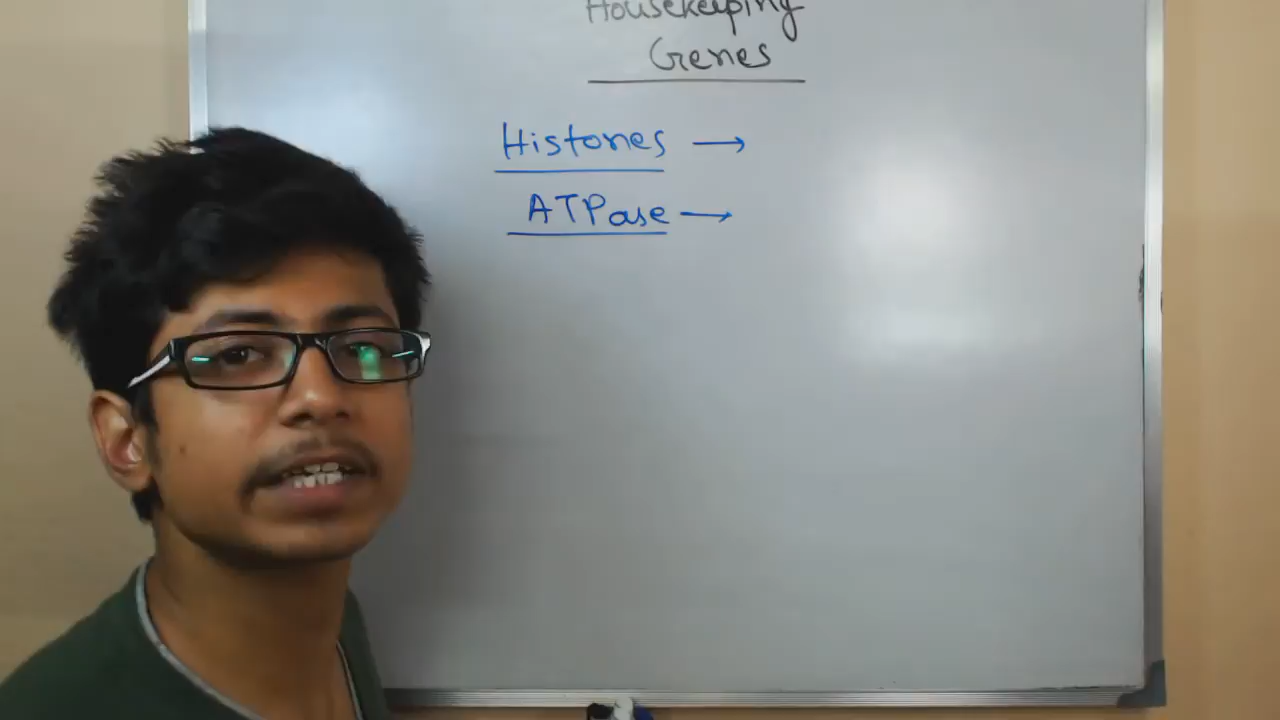 Housekeeping
Genes
Histones →
ATPase →